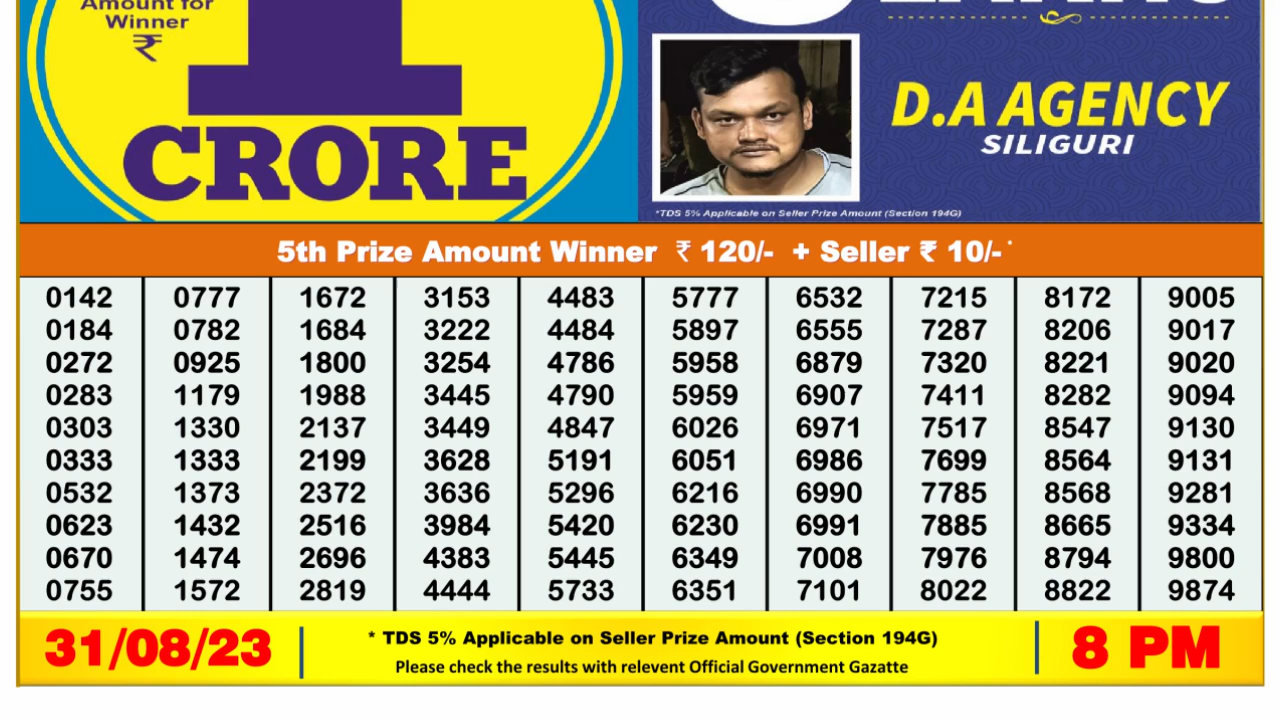 Amount for
Winner
₹
1
CRORE
D.A AGENCY
SILIGURI
*TDS 5% Applicable on Seller Prize Amount (Section 194G)
5th Prize Amount Winner ₹ 120/- + Seller ₹ 10/- *
0142 0777 1672 3153 4483 5777 6532 7215 8172 9005
0184 0782 1684 3222 4484 5897 6555 7287 8206 9017
0272 0925 1800 3254 4786 5958 6879 7320 8221 9020
0283 1179 1988 3445 4790 5959 6907 7411 8282 9094
0303 1330 2137 3449 4847 6026 6971 7517 8547 9130
0333 1333 2199 3628 5191 6051 6986 7699 8564 9131
0532 1373 2372 3636 5296 6216 6990 7785 8568 9281
0623 1432 2516 3984 5420 6230 6991 7885 8665 9334
0670 1474 2696 4383 5445 6349 7008 7976 8794 9800
0755 1572 2819 4444 5733 6351 7101 8022 8822 9874
31/08/23
* TDS 5% Applicable on Seller Prize Amount (Section 194G)
Please check the results with relevent Official Government Gazatte
8 PM